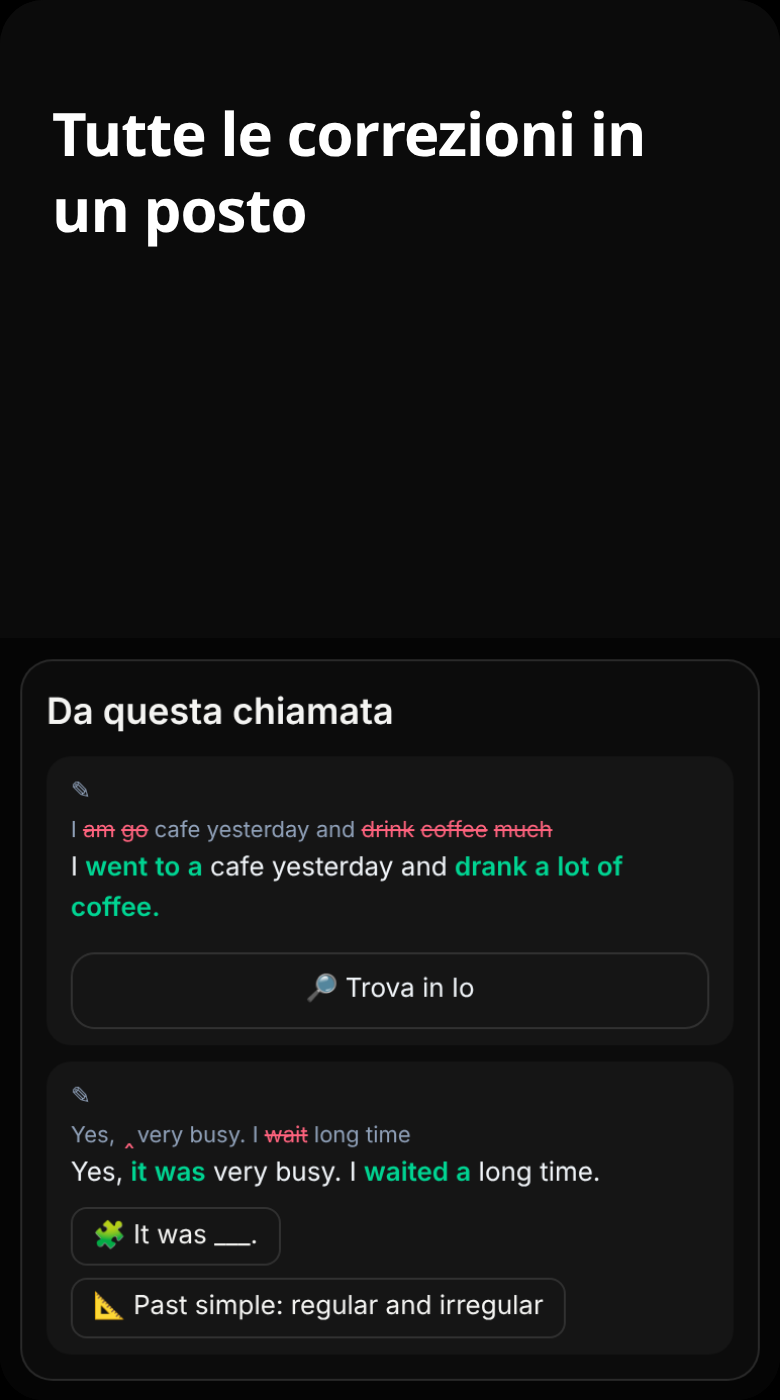 Tutte le correzioni in
un posto
Da questa chiamata
✎
I am go cafe yesterday and drink coffee much
I went to a cafe yesterday and drank a lot of
coffee.
🔎 Trova in Io
✎
Yes, ‸very busy. I wait long time
Yes, it was very busy. I waited a long time.
🧩 It was ___.
📐 Past simple: regular and irregular